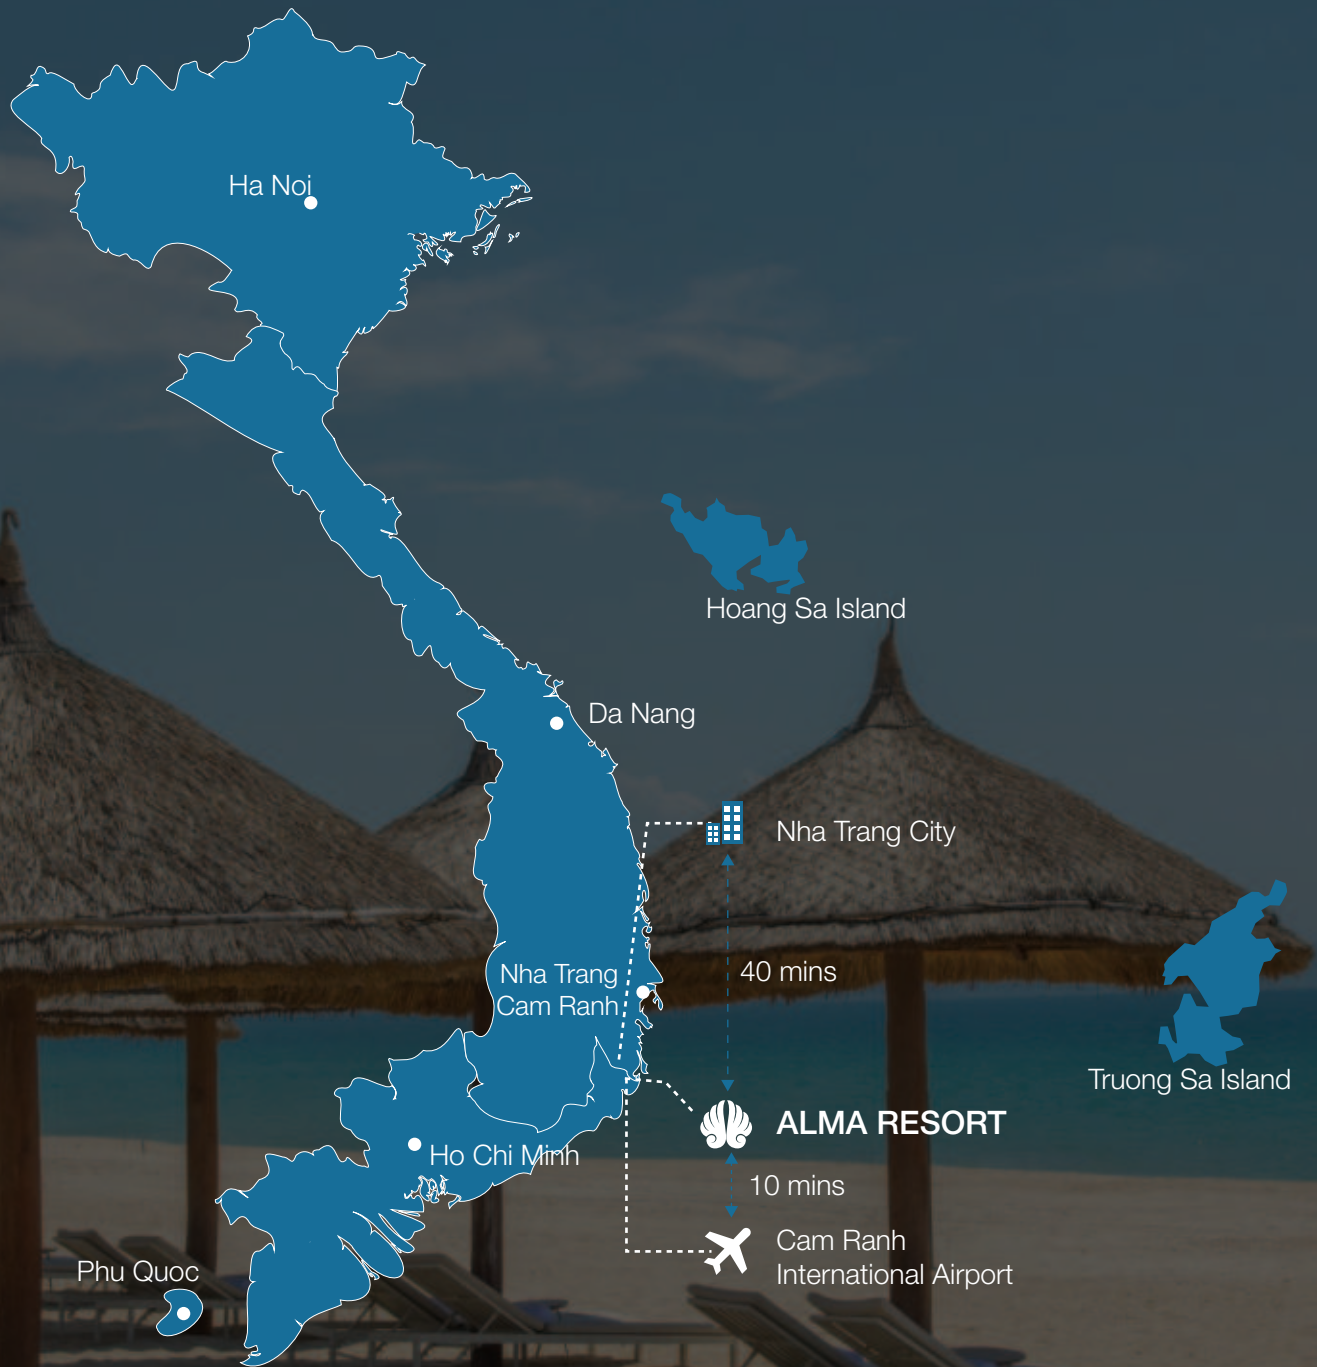 Ha Noi
Hoang Sa Island
Da Nang
Nha Trang City
Nha Trang
Cam Ranh
40 mins
Truong Sa Island
ALMA RESORT
Ho Chi Minh
10 mins
Cam Ranh
International Airport
Phu Quoc